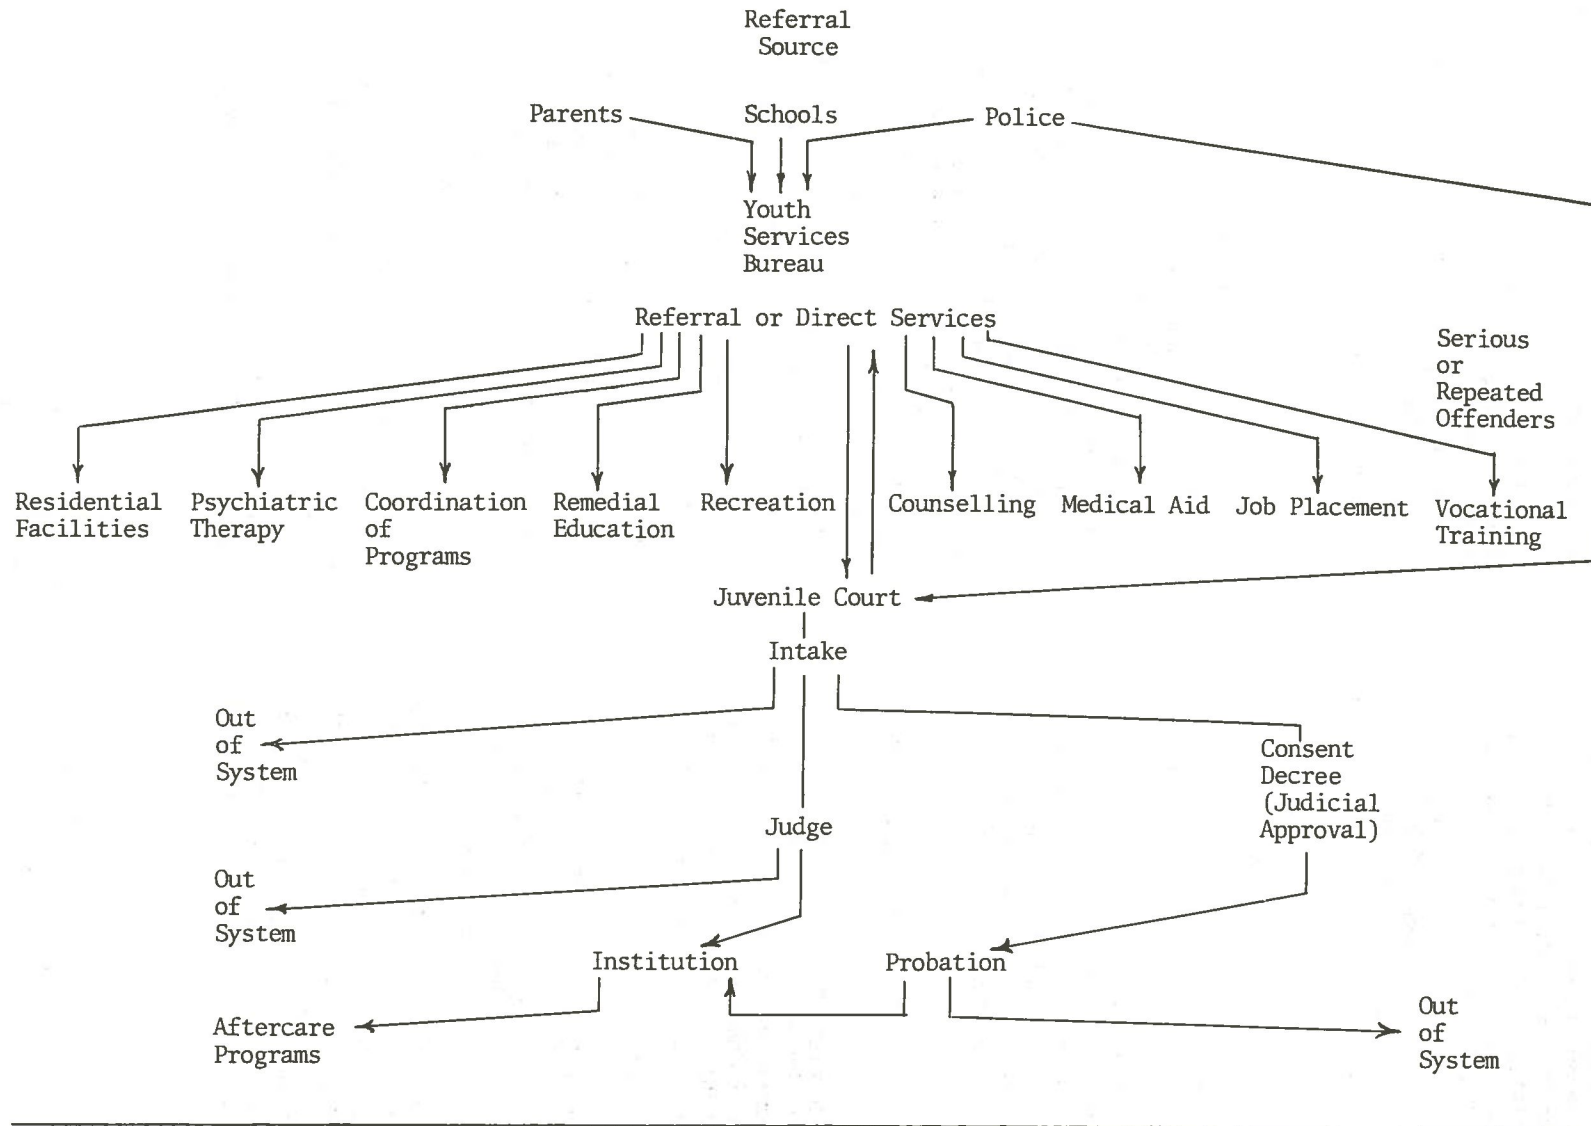 Referral
Source
Parents
Schools
Police
Youth
Services
Bureau
Referral or Direct Services
Serious
or
Repeated
Offenders
Residential
Facilities
Psychiatric
Therapy
Coordination
of
Programs
Remedial
Education
Recreation
Counselling
Medical Aid
Job Placement
Vocational
Training
Juvenile Court
Intake
Out
of
System
Consent
Decree
(Judicial
Approval)
Judge
Out
of
System
Institution
Probation
Aftercare
Programs
Out
of
System